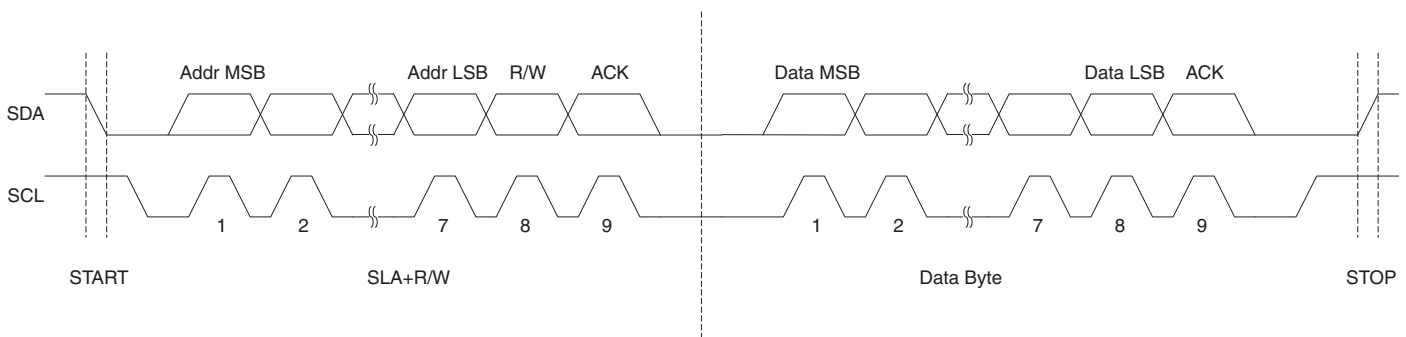 Addr MSB Addr LSB R/W ACK Data MSB Data LSB ACK
SDA
SCL
1 2 7 8 9 1 2 7 8 9
START SLA+R/W Data Byte STOP